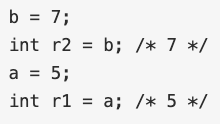 b = 7;
int r2 = b; /* 7 */
a = 5;
int r1 = a; /* 5 */